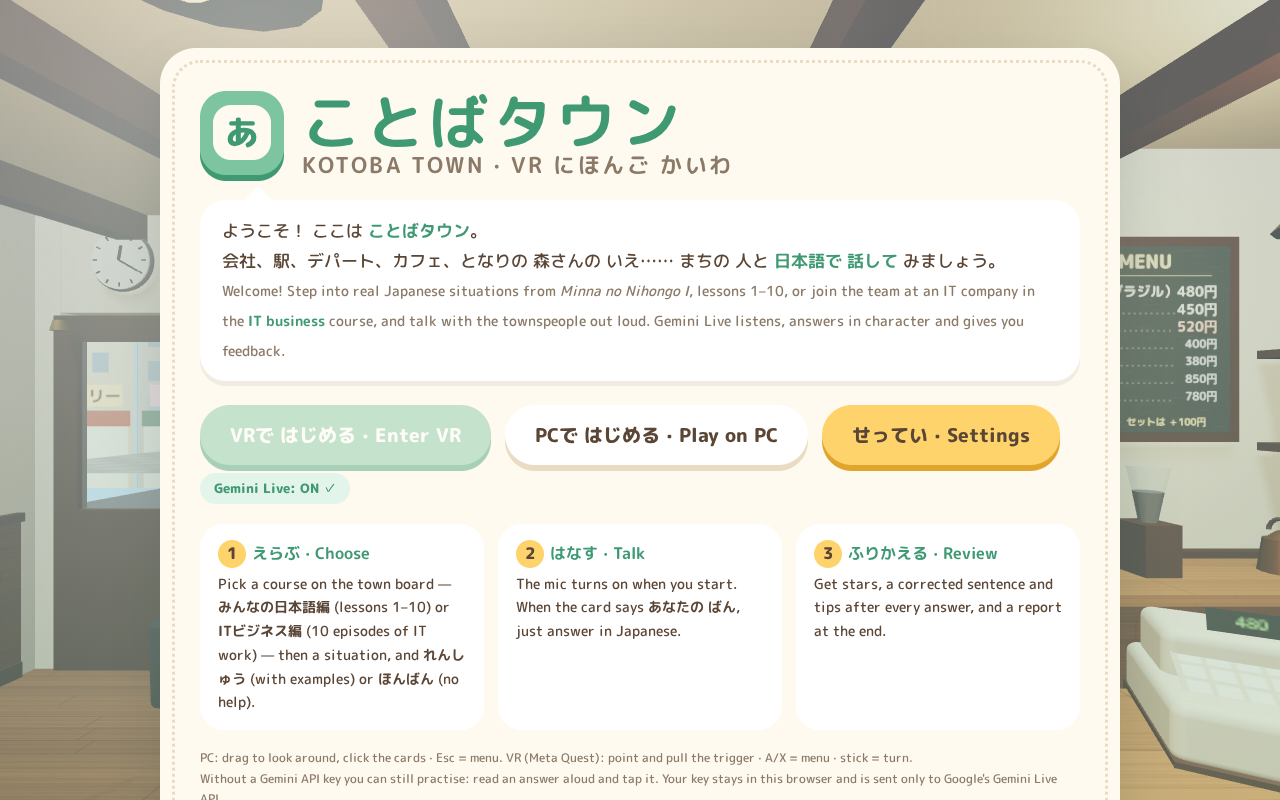 あ
ことばタウン
KOTOBA TOWN · VR にほんご かいわ
ようこそ！ ここは ことばタウン。
会社、駅、デパート、カフェ、となりの 森さんの いえ…… まちの 人と 日本語で 話して みましょう。
Welcome! Step into real Japanese situations from Minna no Nihongo I, lessons 1–10, or join the team at an IT company in
the IT business course, and talk with the townspeople out loud. Gemini Live listens, answers in character and gives you
feedback.
VRで はじめる · Enter VR
PCで はじめる · Play on PC
せってい · Settings
Gemini Live: ON ✓
1 えらぶ · Choose
Pick a course on the town board —
みんなの日本語編 (lessons 1–10) or
ITビジネス編 (10 episodes of IT
work) — then a situation, and れんし
ゅう (with examples) or ほんばん (no
help).
2 はなす · Talk
The mic turns on when you start.
When the card says あなたの ばん,
just answer in Japanese.
3 ふりかえる · Review
Get stars, a corrected sentence and
tips after every answer, and a report
at the end.
PC: drag to look around, click the cards · Esc = menu. VR (Meta Quest): point and pull the trigger · A/X = menu · stick = turn.
Without a Gemini API key you can still practise: read an answer aloud and tap it. Your key stays in this browser and is sent only to Google's Gemini Live
API.
リー
MENU
ブラジル） 480円
450円
520円
400円
380円
850円
780円
セットは +100円
480